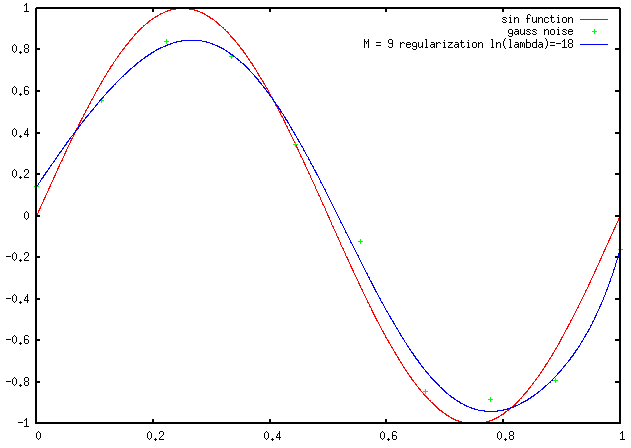 sin function
gauss noise
M = 9 regularization ln(lambda)=-18
1
0.8
0.6
0.4
0.2
0
-0.2
-0.4
-0.6
-0.8
-1
0 0.2 0.4 0.6 0.8 1